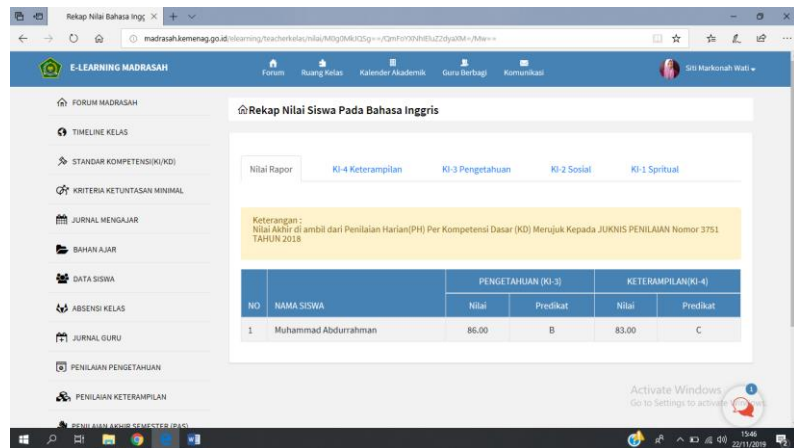 Rekap Nilai Bahasa Ingg
madrasah.kemenag.go.id
E-LEARNING MADRASAH
Forum
Ruang Kelas
Kalender Akademik
Guru Berbagi
Komunikasi
Siti Markonah Wati
FORUM MADRASAH
TIMELINE KELAS
STANDAR KOMPETENSI(KI/KD)
KRITERIA KETUNTASAN MINIMAL
JURNAL MENGAJAR
BAHAN AJAR
DATA SISWA
ABSENSI KELAS
JURNAL GURU
PENILAIAN PENGETAHUAN
PENILAIAN KETERAMPILAN
PENILAIAN AKHIR SEMESTER (PAS)
Rekap Nilai Siswa Pada Bahasa Inggris
Nilai Rapor KI-4 Keterampilan KI-3 Pengetahuan KI-2 Sosial KI-1 Spritual
Keterangan :
Nilai Akhir di ambil dari Penilaian Harian(PH) Per Kompetensi Dasar (KD) Merujuk Kepada JUKNIS PENILAIAN Nomor 3751
TAHUN 2018
PENGETAHUAN (KI-3) KETERAMPILAN(KI-4)
NO NAMA SISWA Nilai Predikat Nilai Predikat
1 Muhammad Abdurrahman 86.00 B 83.00 C
Activate Windows
Go to Settings to activate Windows.
1
15:46
22/11/2019